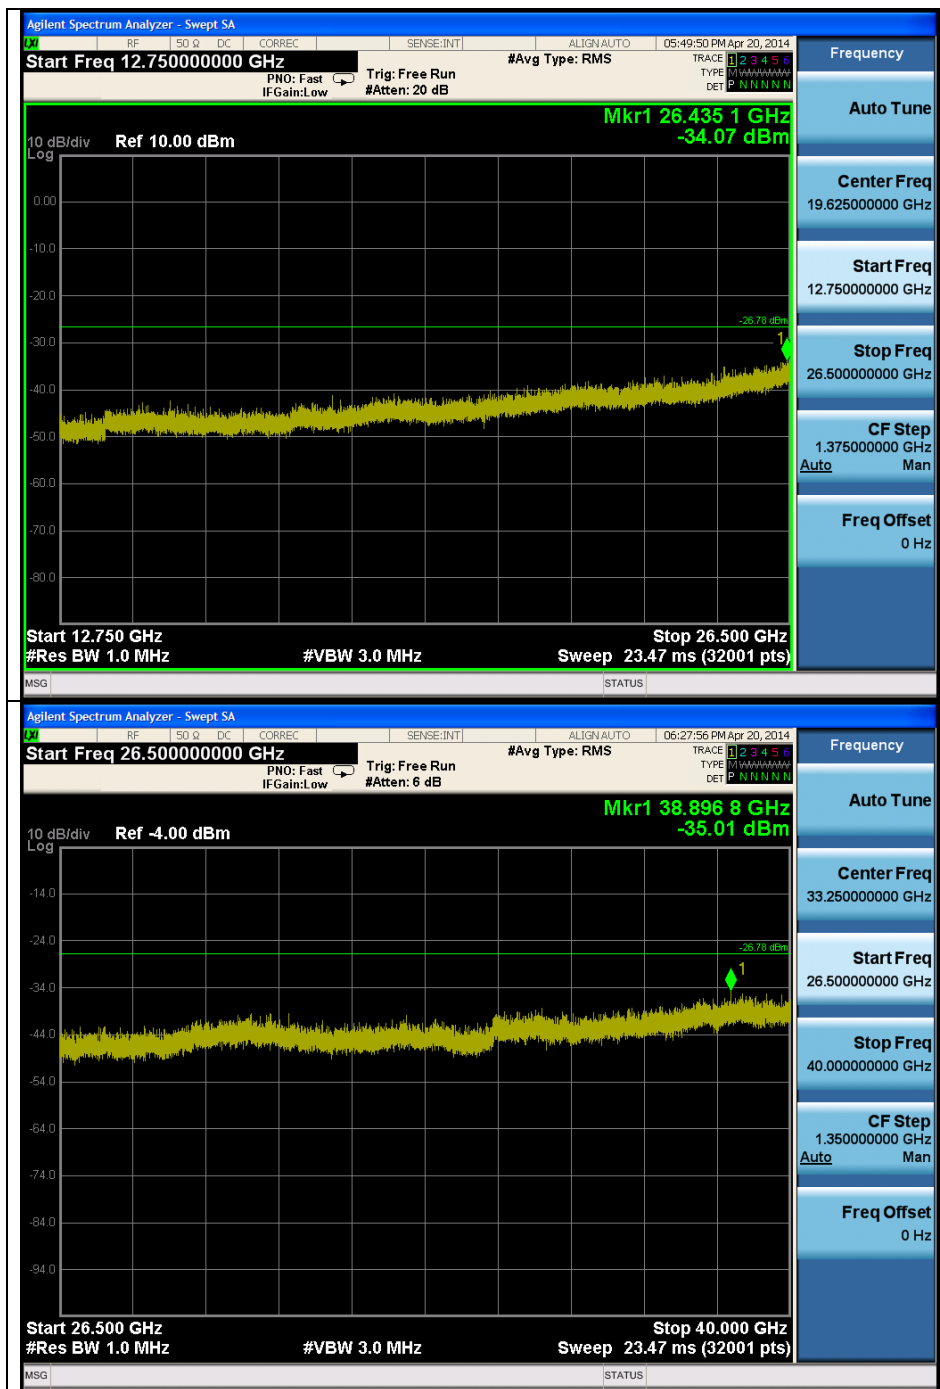 Agilent Spectrum Analyzer - Swept SA
LXI RF 50 Ω DC CORREC SENSE:INT ALIGNAUTO 05:49:50 PM Apr 20, 2014
Start Freq 12.750000000 GHz
PNO: Fast
IFGain:Low
Trig: Free Run
#Atten: 20 dB
#Avg Type: RMS
TRACE 1 2 3 4 5 6
TYPE M WWWWW
DET P N N N N N
Mkr1 26.435 1 GHz
-34.07 dBm
10 dB/div Ref 10.00 dBm
Log
0.00
-10.0
-20.0
-26.78 dBm
-30.0
1
-40.0
-50.0
-60.0
-70.0
-80.0
Start 12.750 GHz Stop 26.500 GHz
#Res BW 1.0 MHz #VBW 3.0 MHz Sweep 23.47 ms (32001 pts)
MSG STATUS
Frequency
Auto Tune
Center Freq
19.625000000 GHz
Start Freq
12.750000000 GHz
Stop Freq
26.500000000 GHz
CF Step
1.375000000 GHz
Auto Man
Freq Offset
0 Hz
Agilent Spectrum Analyzer - Swept SA
LXI RF 50 Ω DC CORREC SENSE:INT ALIGNAUTO 06:27:56 PM Apr 20, 2014
Start Freq 26.500000000 GHz
PNO: Fast
IFGain:Low
Trig: Free Run
#Atten: 6 dB
#Avg Type: RMS
TRACE 1 2 3 4 5 6
TYPE M WWWWW
DET P N N N N N
Mkr1 38.896 8 GHz
-35.01 dBm
10 dB/div Ref -4.00 dBm
Log
-14.0
-24.0
-26.78 dBm
1
-34.0
-44.0
-54.0
-64.0
-74.0
-84.0
-94.0
Start 26.500 GHz Stop 40.000 GHz
#Res BW 1.0 MHz #VBW 3.0 MHz Sweep 23.47 ms (32001 pts)
MSG STATUS
Frequency
Auto Tune
Center Freq
33.250000000 GHz
Start Freq
26.500000000 GHz
Stop Freq
40.000000000 GHz
CF Step
1.350000000 GHz
Auto Man
Freq Offset
0 Hz